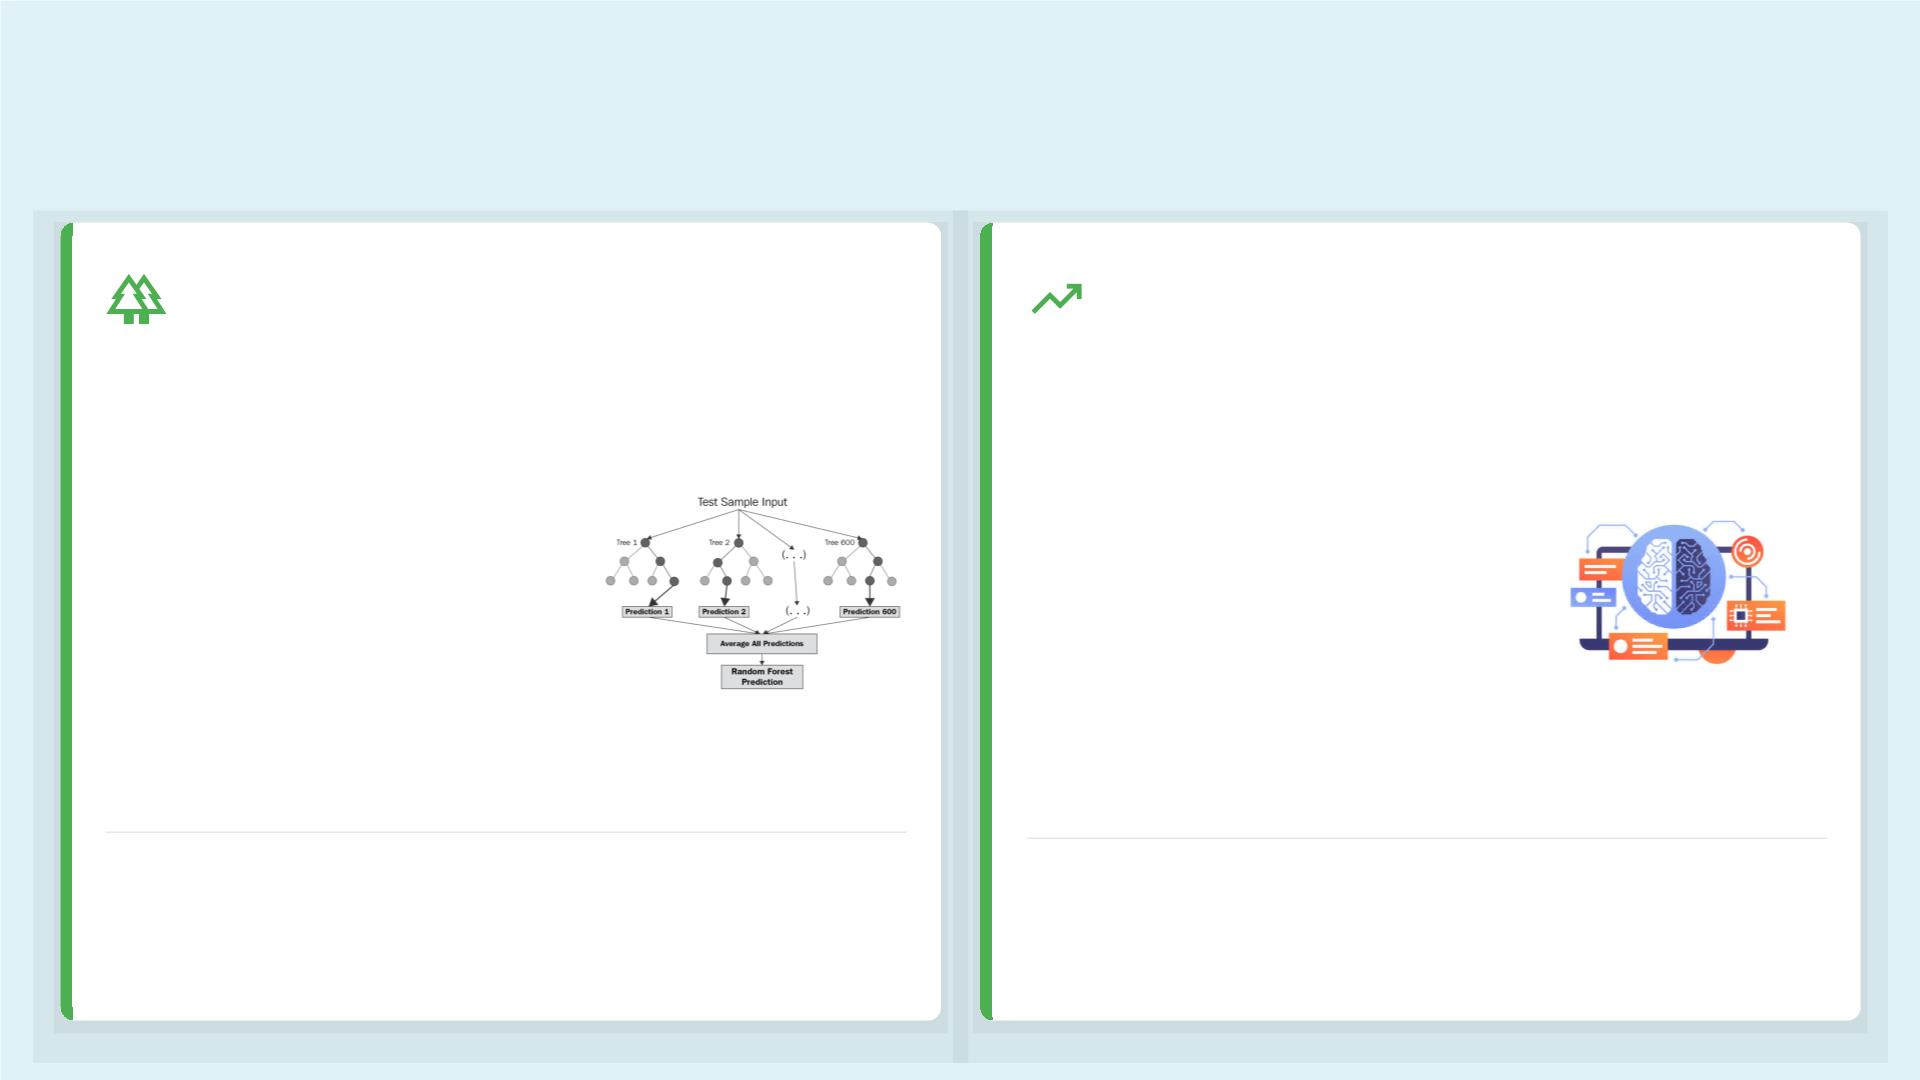 Test Sample Input
Tree 1
Tree 2
Tree 600
(. . .)
Prediction 1
Prediction 2
(. . .)
Prediction 600
Average All Predictions
Random Forest
Prediction